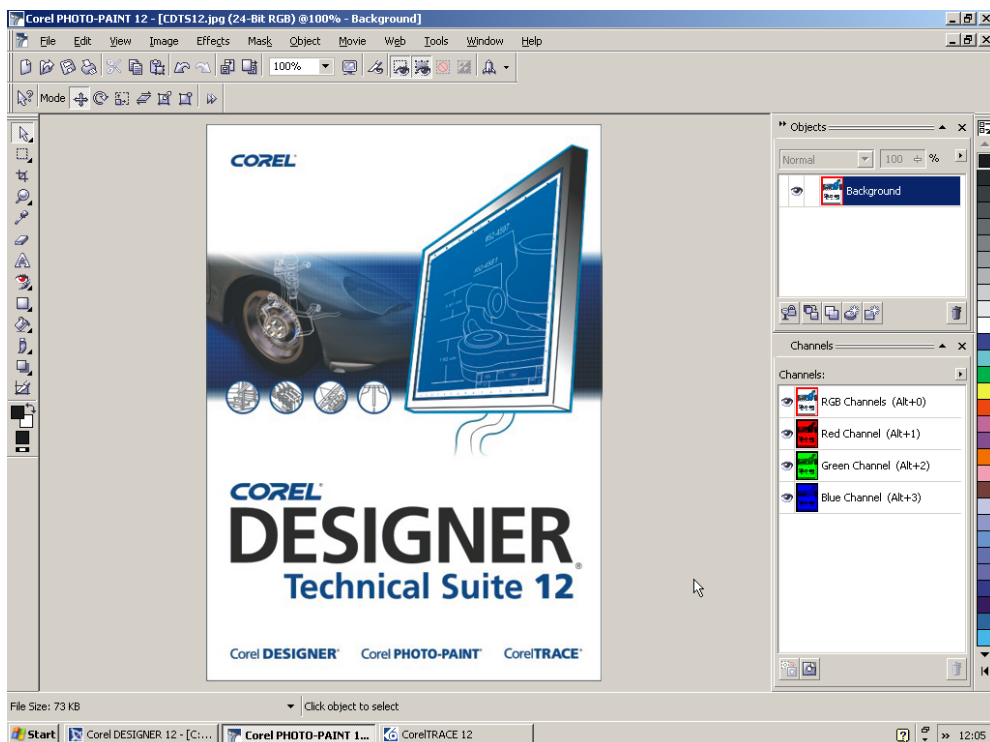 Corel PHOTO-PAINT 12 - [CDTS12.jpg (24-Bit RGB) @100% - Background]
File Edit View Image Effects Mask Object Movie Web Tools Window Help
100%
Mode
Objects
Normal 100 %
Background
Channels
Channels:
RGB Channels (Alt+0)
Red Channel (Alt+1)
Green Channel (Alt+2)
Blue Channel (Alt+3)
COREL
COREL®
DESIGNER®
Technical Suite 12
Corel DESIGNER® Corel PHOTO-PAINT® CorelTRACE®
File Size: 73 KB Click object to select
Start Corel DESIGNER 12 - [C:... Corel PHOTO-PAINT 1... CorelTRACE 12 12:05